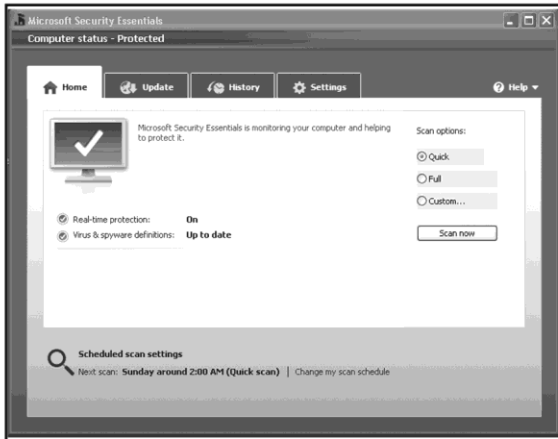 Microsoft Security Essentials
Computer status - Protected
Home
Update
History
Settings
Help
Microsoft Security Essentials is monitoring your computer and helping
to protect it.
Scan options:
Quick
Full
Custom...
Scan now
Real-time protection: On
Virus & spyware definitions: Up to date
Scheduled scan settings
Next scan: Sunday around 2:00 AM (Quick scan) | Change my scan schedule